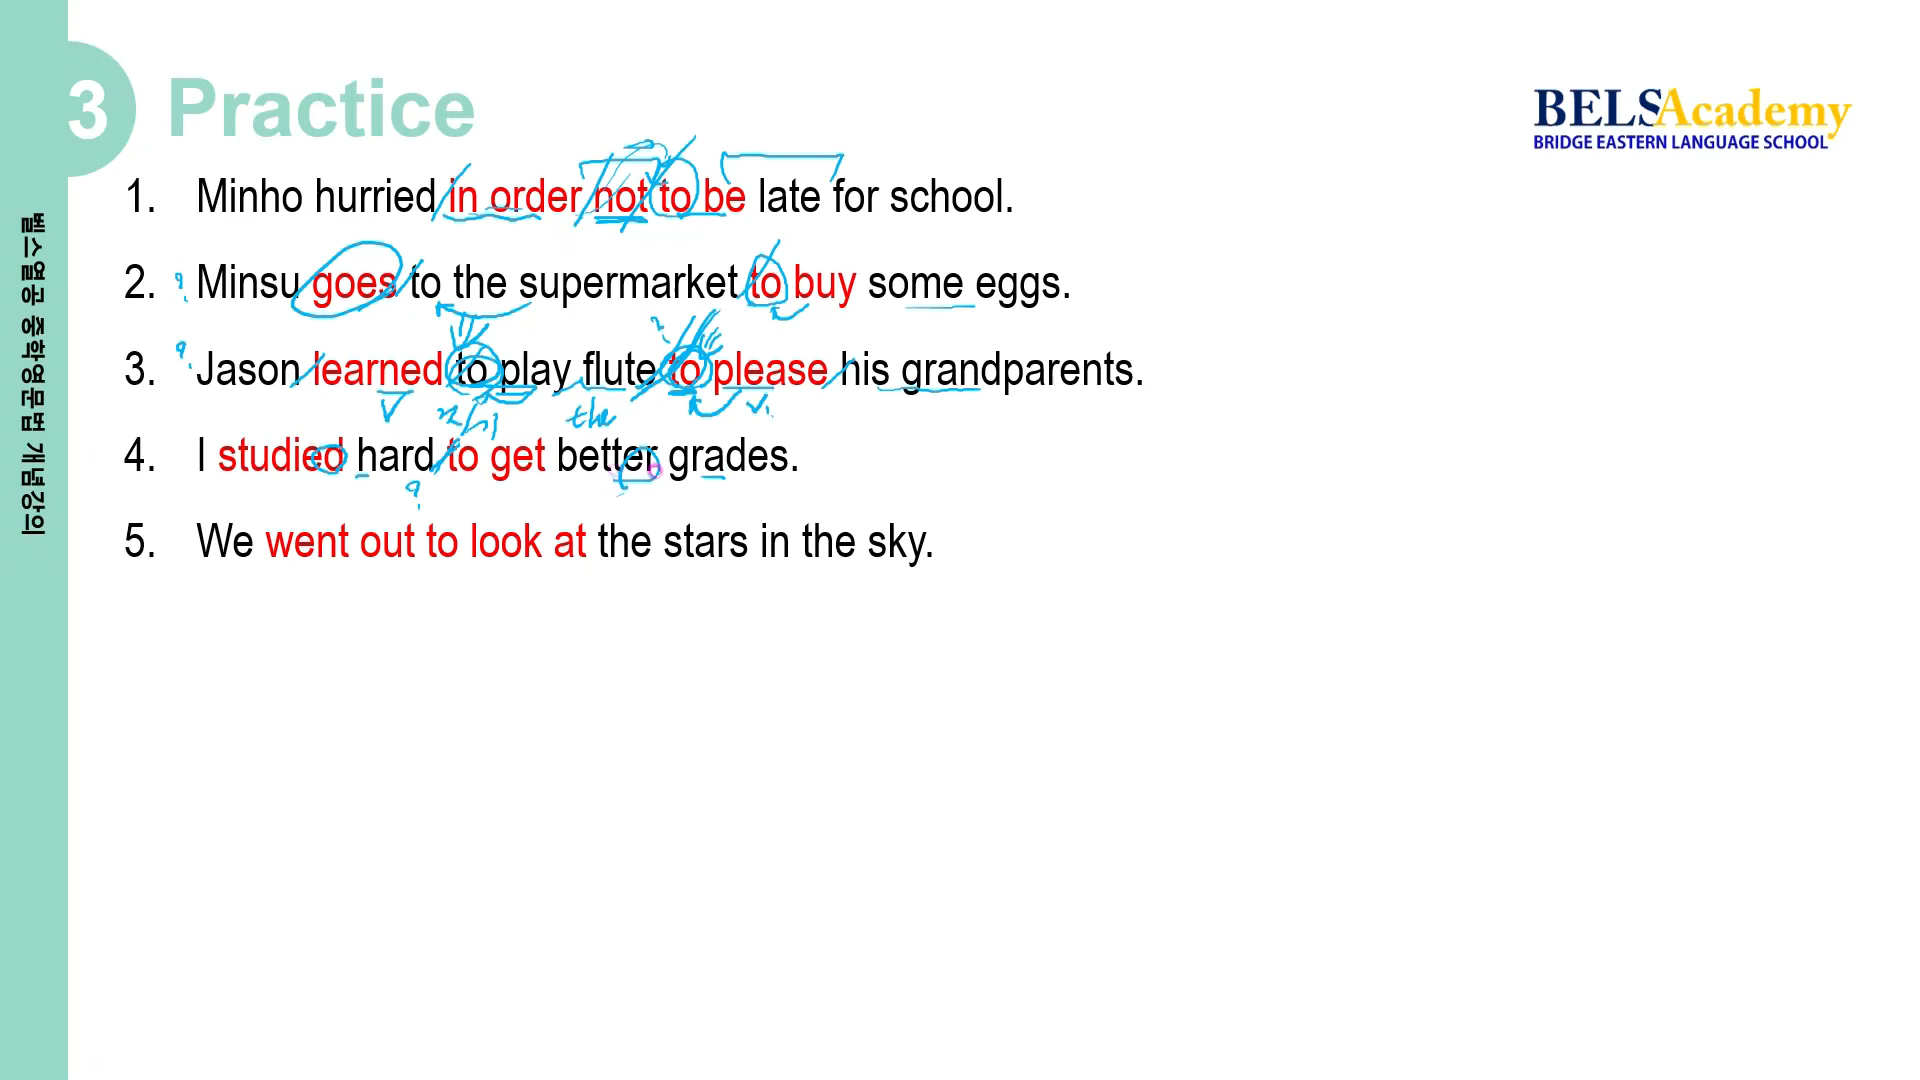 3 Practice
BELSAcademy
BRIDGE EASTERN LANGUAGE SCHOOL
1. Minho hurried in order not to be late for school.
2. Minsu goes to the supermarket to buy some eggs.
3. Jason learned to play flute to please his grandparents.
V the V
4. I studied hard to get better grades.
5. We went out to look at the stars in the sky.
벨스열공 중학영문법 개념강의